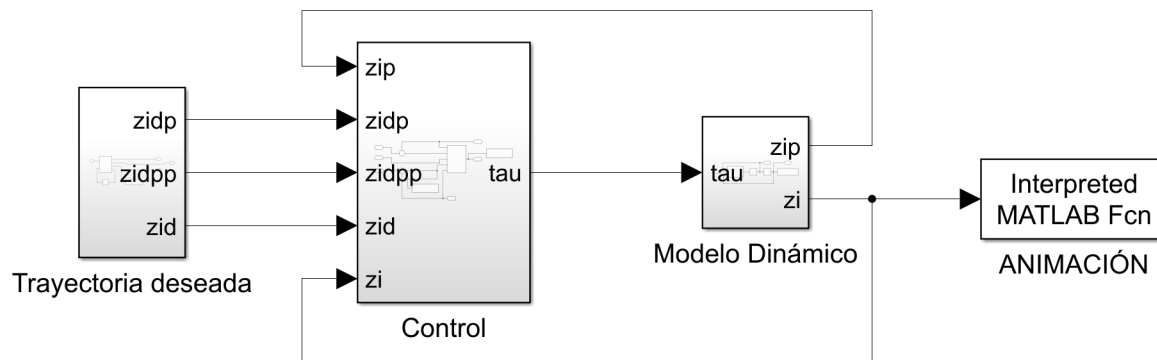 zidp
zidpp
zid
Trayectoria deseada
zip
zidp
zidpp
zid
zi
tau
Control
tau
zip
zi
Modelo Dinámico
Interpreted
MATLAB Fcn
ANIMACIÓN